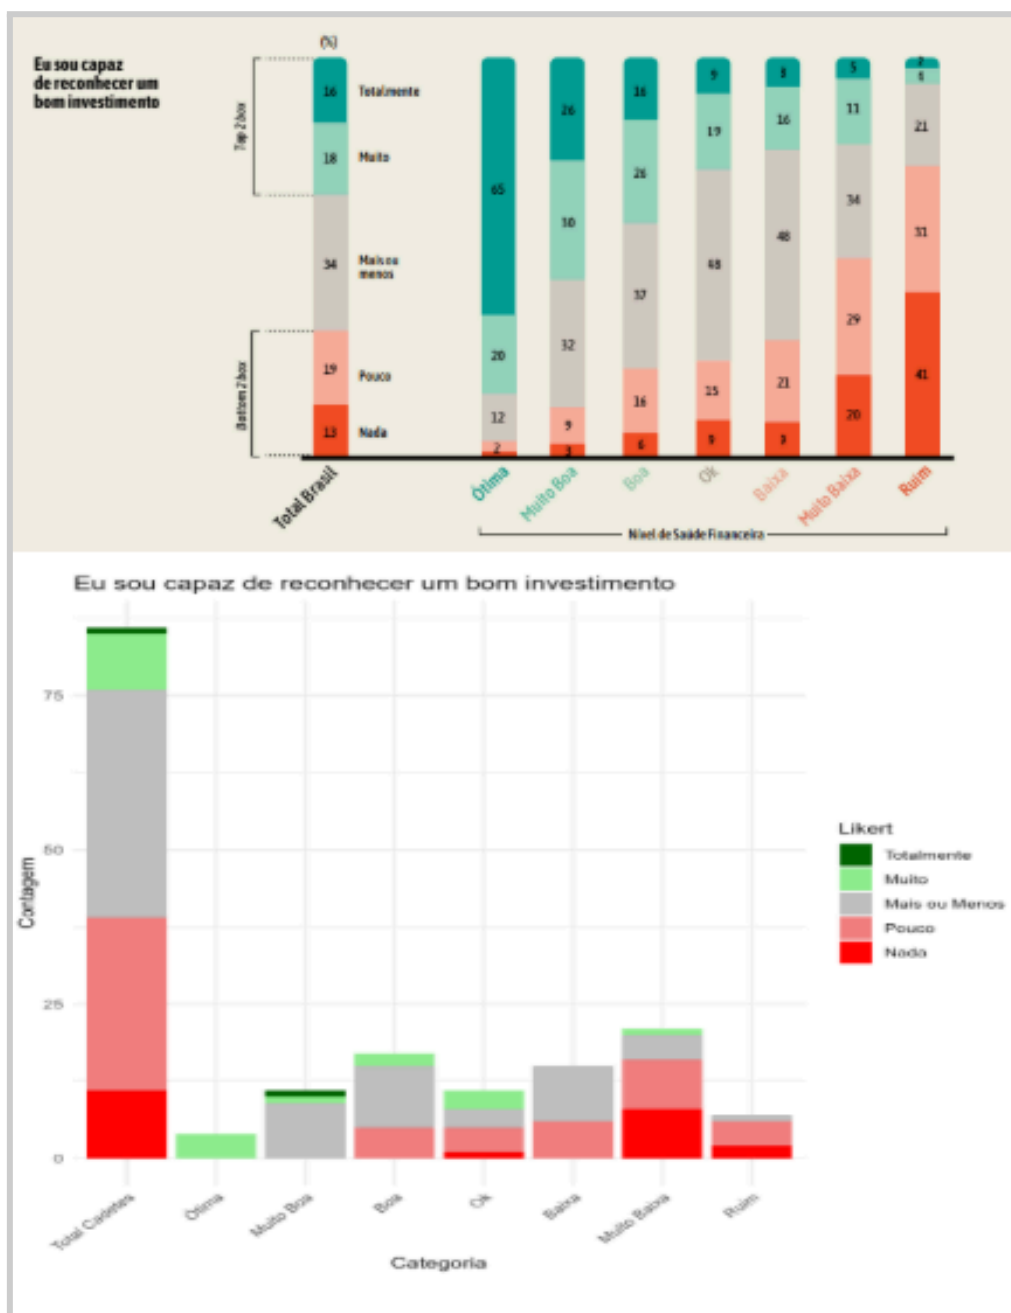 (%)
Eu sou capaz
de reconhecer um
bom investimento
Top 2 box
Bottom 2 box
Totalmente
Muito
Mais ou
menos
Pouco
Nada
16
18
34
19
13
65
20
12
2
26
30
32
9
3
16
26
37
16
6
9
19
48
15
9
16
48
21
5
11
34
29
20
2
6
21
31
41
Total Brasil
Ótima
Muito Boa
Boa
Ok
Baixa
Muito Baixa
Ruim
Nível de Saúde Financeira
Eu sou capaz de reconhecer um bom investimento
Contagem
75
50
25
0
Total Cadetes
Ótima
Muito Boa
Boa
Ok
Baixa
Muito Baixa
Ruim
Categoria
Likert
Totalmente
Muito
Mais ou Menos
Pouco
Nada